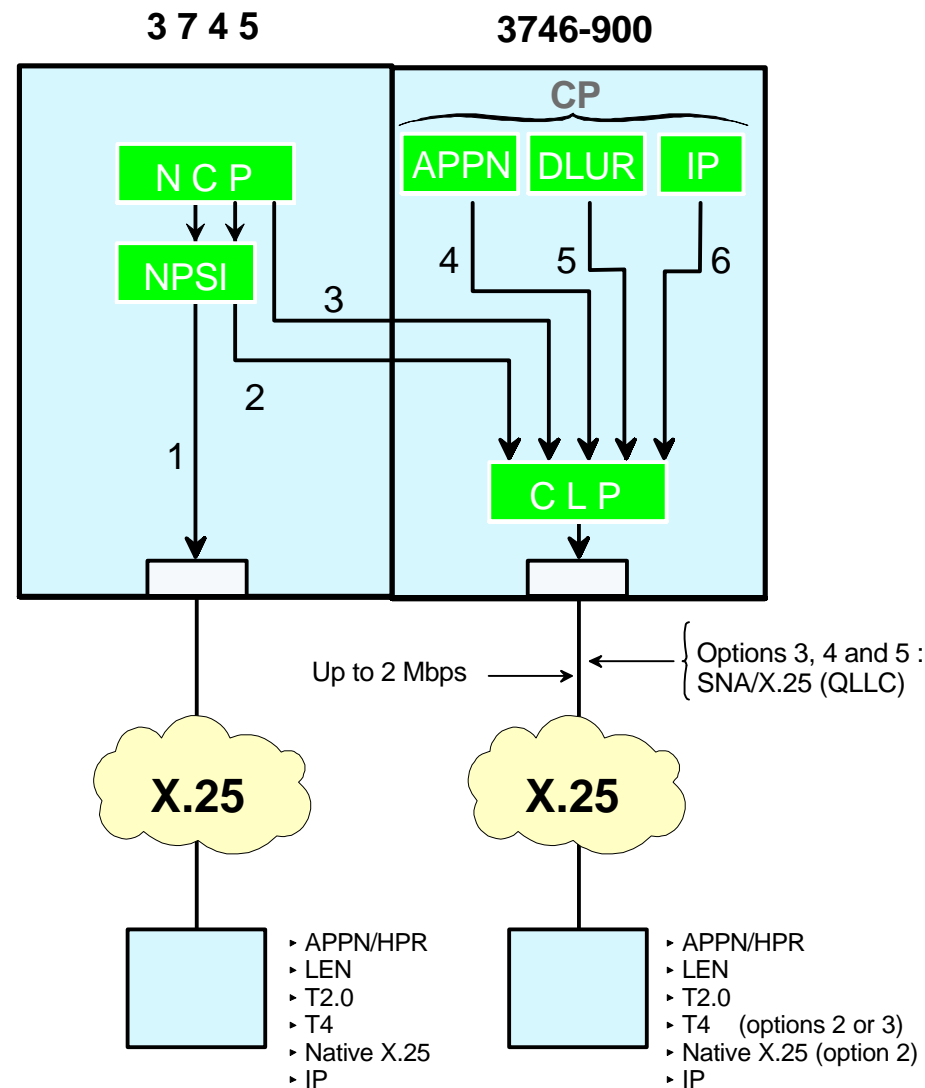 3 7 4 5
3746-900
CP
N C P
APPN
DLUR
IP
NPSI
3
4
5
6
2
1
C L P
Up to 2 Mbps
Options 3, 4 and 5 :
SNA/X.25 (QLLC)
X.25
X.25
▸ APPN/HPR
▸ LEN
▸ T2.0
▸ T4
▸ Native X.25
▸ IP
▸ APPN/HPR
▸ LEN
▸ T2.0
▸ T4 (options 2 or 3)
▸ Native X.25 (option 2)
▸ IP